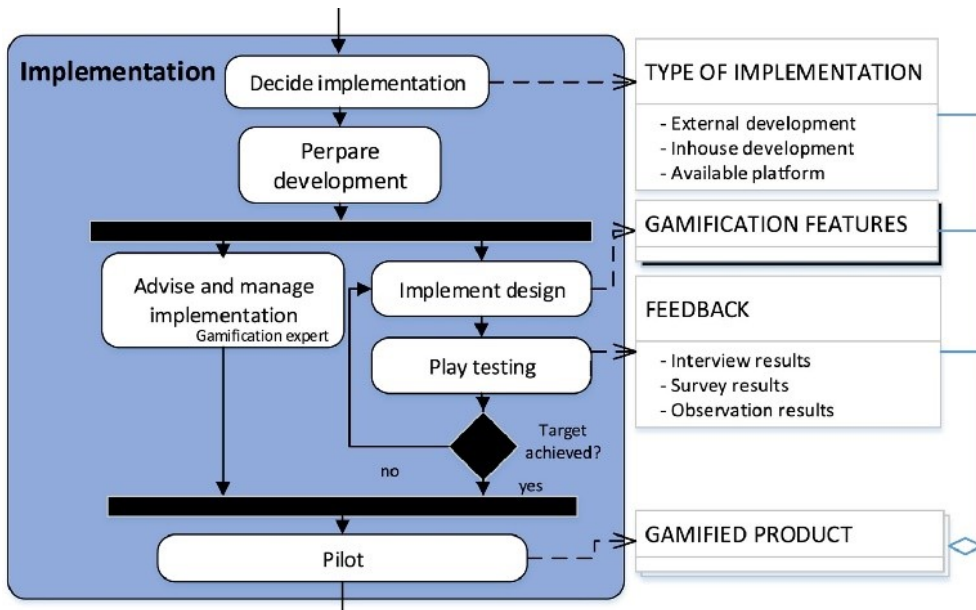 Implementation
Decide implementation
Perpare
development
Advise and manage
implementation
Gamification expert
Implement design
Play testing
Target
achieved?
no
yes
Pilot
TYPE OF IMPLEMENTATION
- External development
- Inhouse development
- Available platform
GAMIFICATION FEATURES
FEEDBACK
- Interview results
- Survey results
- Observation results
GAMIFIED PRODUCT